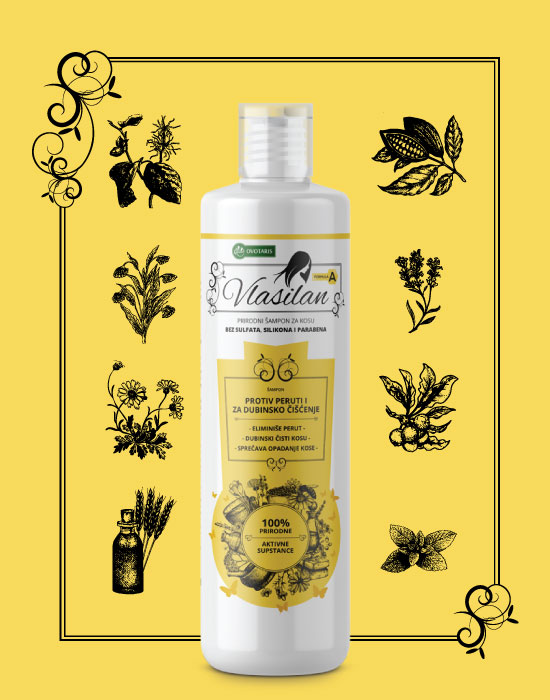 OVOTARIS
FORMULA A
Vlasilan
PRIRODNI ŠAMPON ZA KOSU
BEZ SULFATA, SILIKONA I PARABENA
ŠAMPON
PROTIV PERUTI I
ZA DUBINSKO ČIŠĆENJE
- ELIMINIŠE PERUT -
- DUBINSKI ČISTI KOSU -
- SPREČAVA OPADANJE KOSE -
100%
PRIRODNE
AKTIVNE
SUPSTANCE